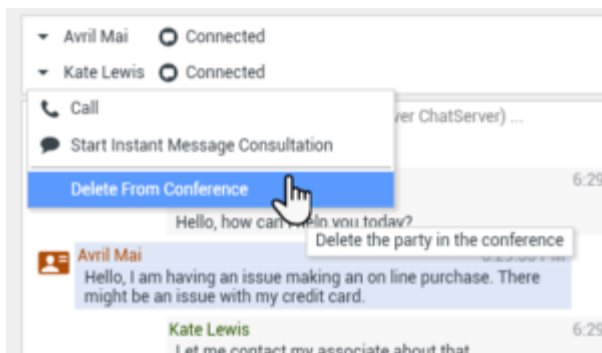 Avril Mai Connected
Kate Lewis Connected
Call
ver ChatServer) ...
Start Instant Message Consultation
Delete From Conference
6:29
Hello, how can I help you today?
Delete the party in the conference
Avril Mai
Hello, I am having an issue making an on line purchase. There
might be an issue with my credit card.
Kate Lewis 6:29
Let me contact my associate about that